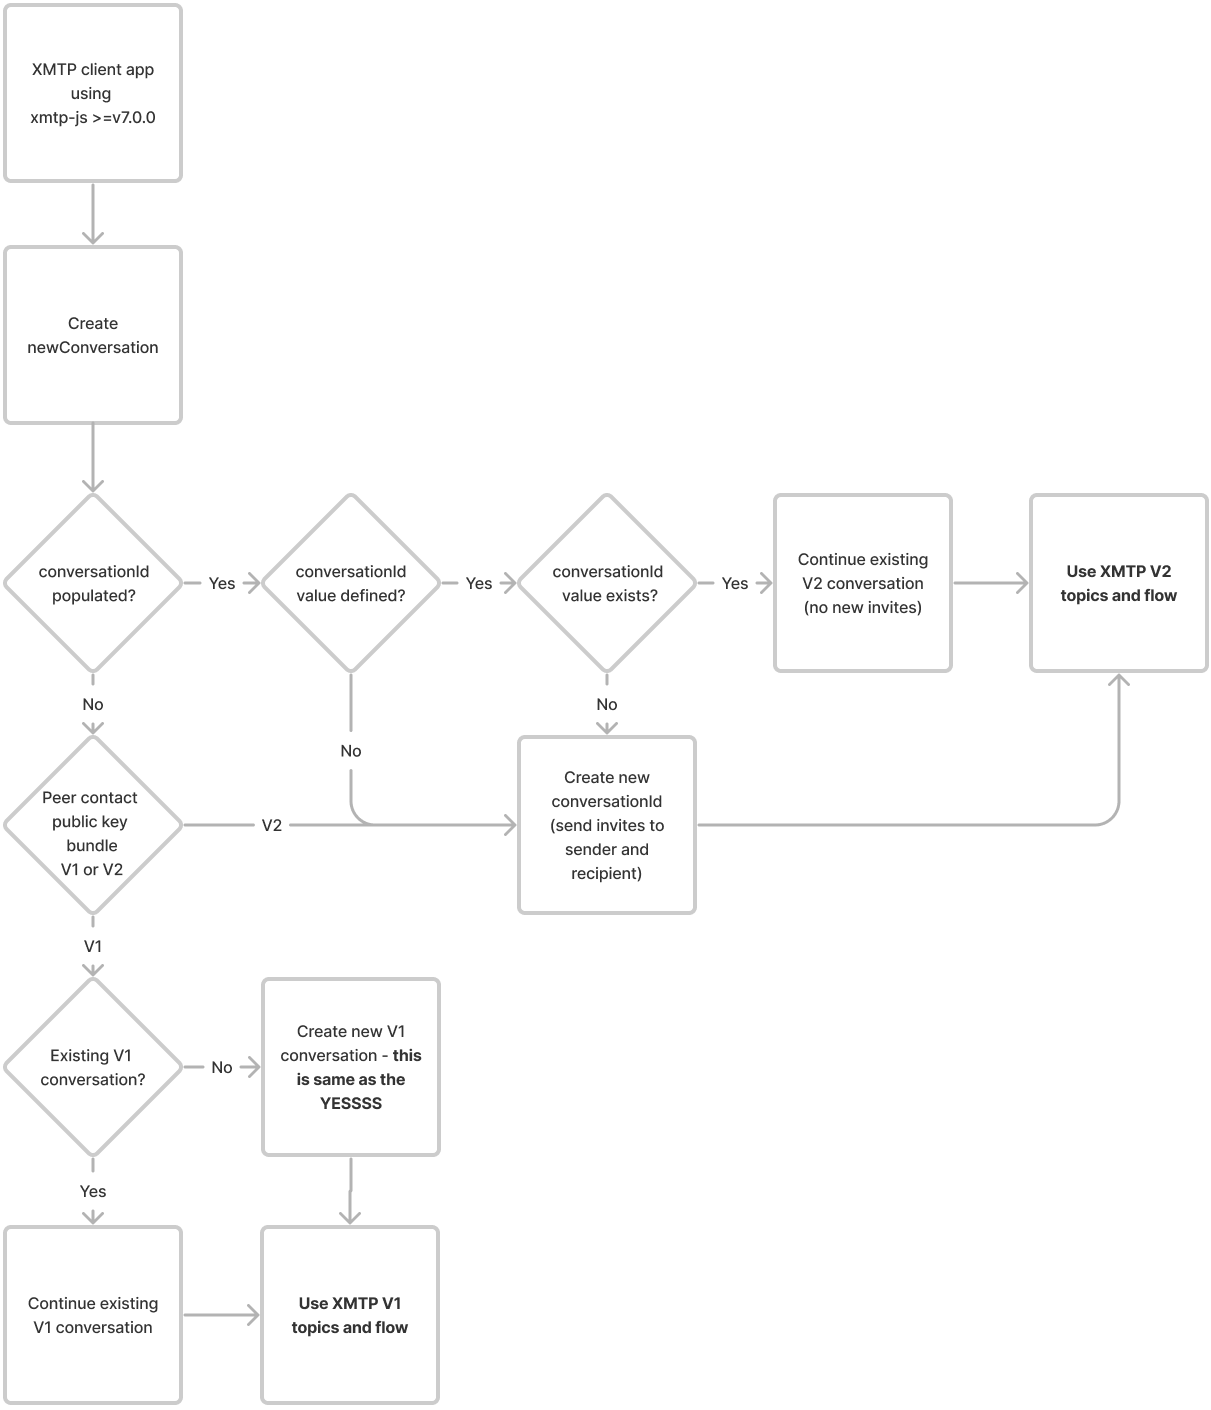 XMTP client app
using
xmtp-js >=v7.0.0
Create
newConversation
conversationId
populated?
Yes
conversationId
value defined?
Yes
conversationId
value exists?
Yes
Continue existing
V2 conversation
(no new invites)
Use XMTP V2
topics and flow
No
No
No
Peer contact
public key
bundle
V1 or V2
V2
Create new
conversationId
(send invites to
sender and
recipient)
V1
Existing V1
conversation?
No
Create new V1
conversation - this
is same as the
YESSSS
Yes
Continue existing
V1 conversation
Use XMTP V1
topics and flow